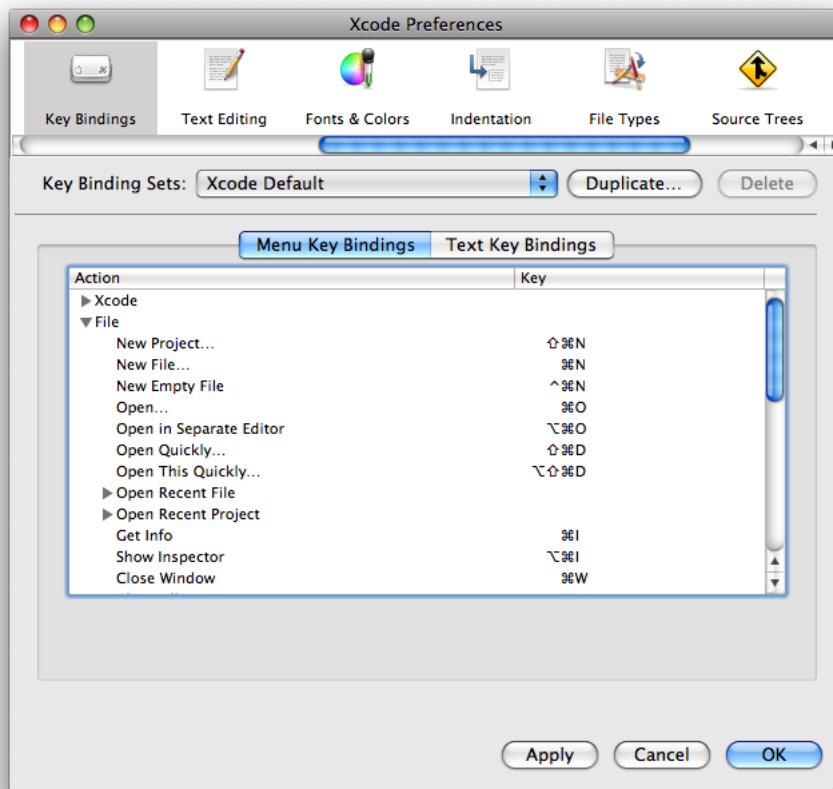 Xcode Preferences
Key Bindings Text Editing Fonts & Colors Indentation File Types Source Trees
Key Binding Sets: Xcode Default Duplicate... Delete
Menu Key Bindings Text Key Bindings
Action Key
Xcode
File
New Project... ⇧⌘N
New File... ⌘N
New Empty File ^⌘N
Open... ⌘O
Open in Separate Editor ⌥⌘O
Open Quickly... ⇧⌘D
Open This Quickly... ⌥⇧⌘D
Open Recent File
Open Recent Project
Get Info ⌘I
Show Inspector ⌥⌘I
Close Window ⌘W
Apply Cancel OK